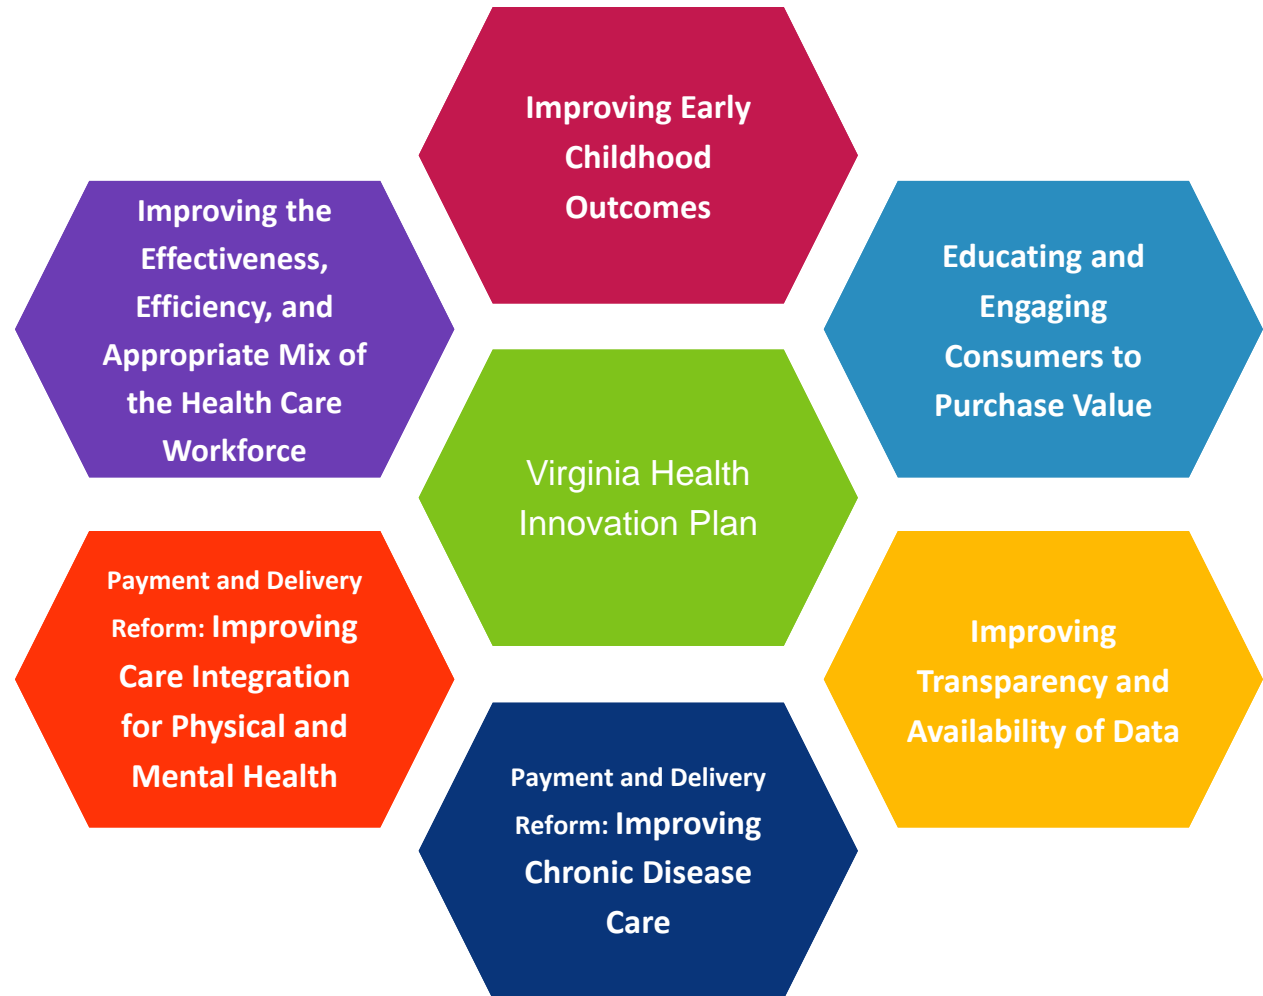 Improving Early
Childhood
Outcomes
Improving the
Effectiveness,
Efficiency, and
Appropriate Mix of
the Health Care
Workforce
Educating and
Engaging
Consumers to
Purchase Value
Virginia Health
Innovation Plan
Payment and Delivery
Reform: Improving
Care Integration
for Physical and
Mental Health
Improving
Transparency and
Availability of Data
Payment and Delivery
Reform: Improving
Chronic Disease
Care